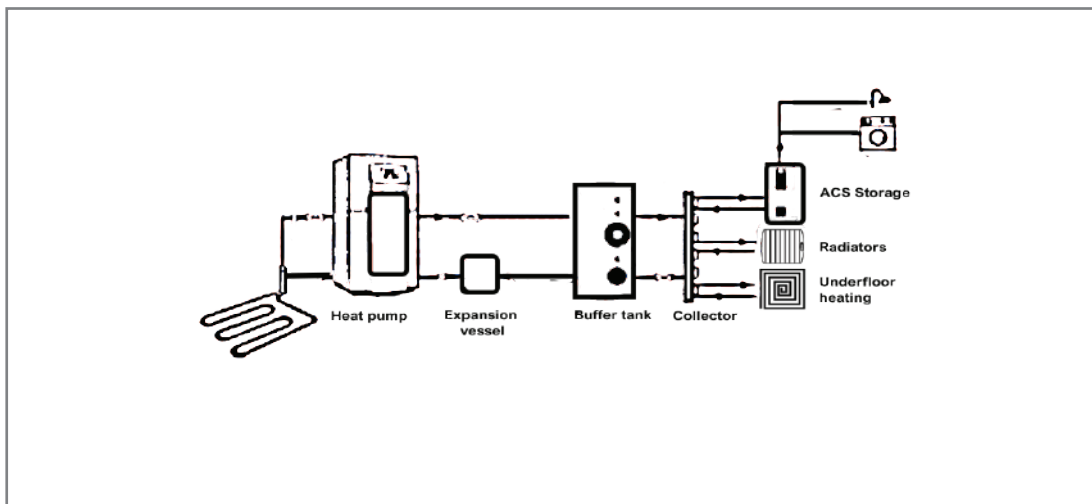 ACS Storage
Radiators
Underfloor
heating
Heat pump
Expansion
vessel
Buffer tank
Collector